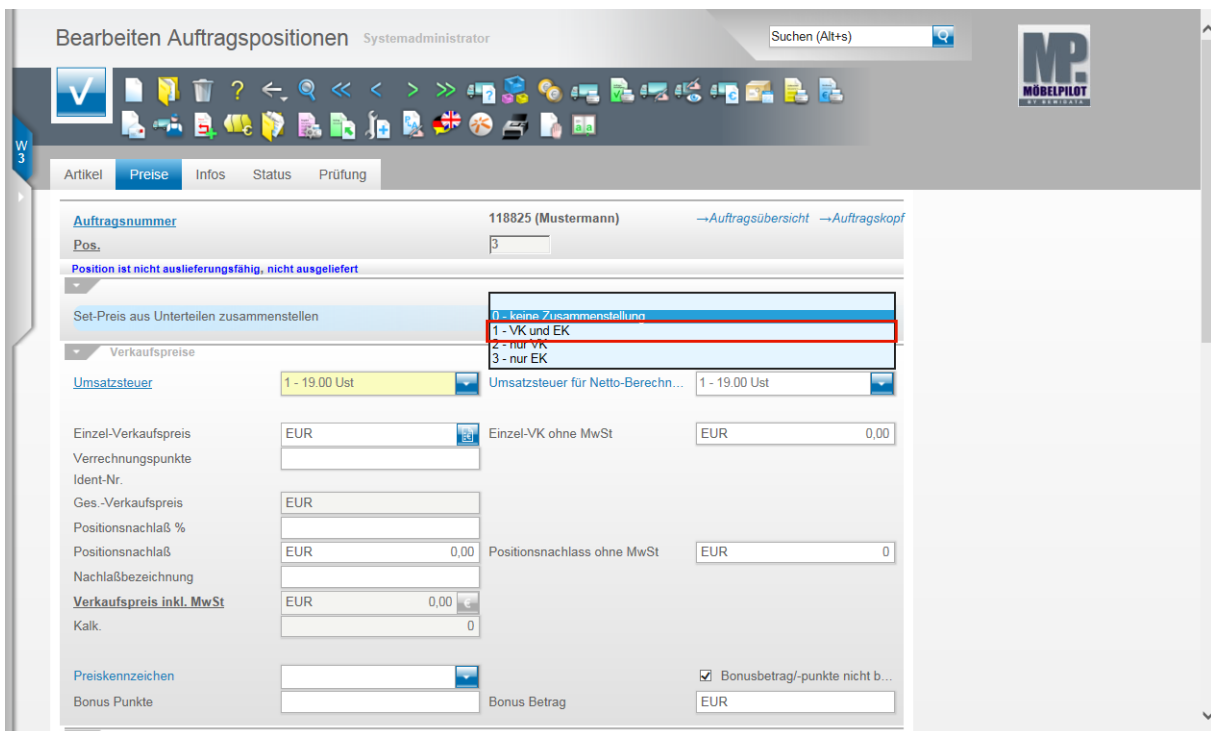 Bearbeiten Auftragspositionen Systemadministrator Suchen (Alt+s)
MP.
MÖBELPILOT
BY BEMIDATA
W
3
Artikel Preise Infos Status Prüfung
Auftragsnummer 118825 (Mustermann) →Auftragsübersicht →Auftragskopf
Pos. 3
Position ist nicht auslieferungsfähig, nicht ausgeliefert
Set-Preis aus Unterteilen zusammenstellen
0 - keine Zusammenstellung
1 - VK und EK
2 - nur VK
3 - nur EK
Verkaufspreise
Umsatzsteuer 1 - 19.00 Ust Umsatzsteuer für Netto-Berechn... 1 - 19.00 Ust
Einzel-Verkaufspreis EUR Einzel-VK ohne MwSt EUR 0,00
Verrechnungspunkte
Ident-Nr.
Ges.-Verkaufspreis EUR
Positionsnachlaß %
Positionsnachlaß EUR 0,00 Positionsnachlass ohne MwSt EUR 0
Nachlaßbezeichnung
Verkaufspreis inkl. MwSt EUR 0,00 €
Kalk. 0
Preiskennzeichen Bonusbetrag/-punkte nicht b...
Bonus Punkte Bonus Betrag EUR